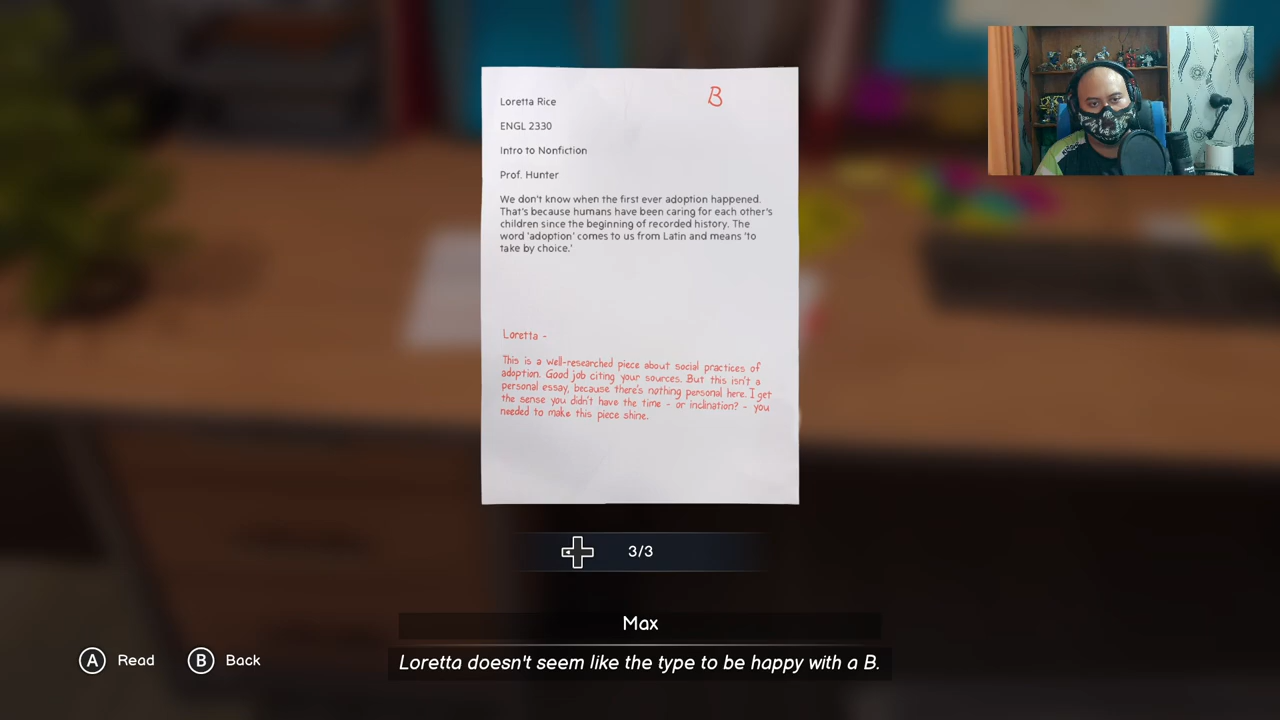 B
Loretta Rice
ENGL 2330
Intro to Nonfiction
Prof. Hunter
We don't know when the first ever adoption happened.
That's because humans have been caring for each other's
children since the beginning of recorded history. The
word 'adoption' comes to us from Latin and means 'to
take by choice.'
Loretta -
This is a well-researched piece about social practices of
adoption. Good job citing your sources. But this isn't a
personal essay, because there's nothing personal here. I get
the sense you didn't have the time - or inclination? - you
needed to make this piece shine.
3/3
Max
Loretta doesn't seem like the type to be happy with a B.
A Read B Back